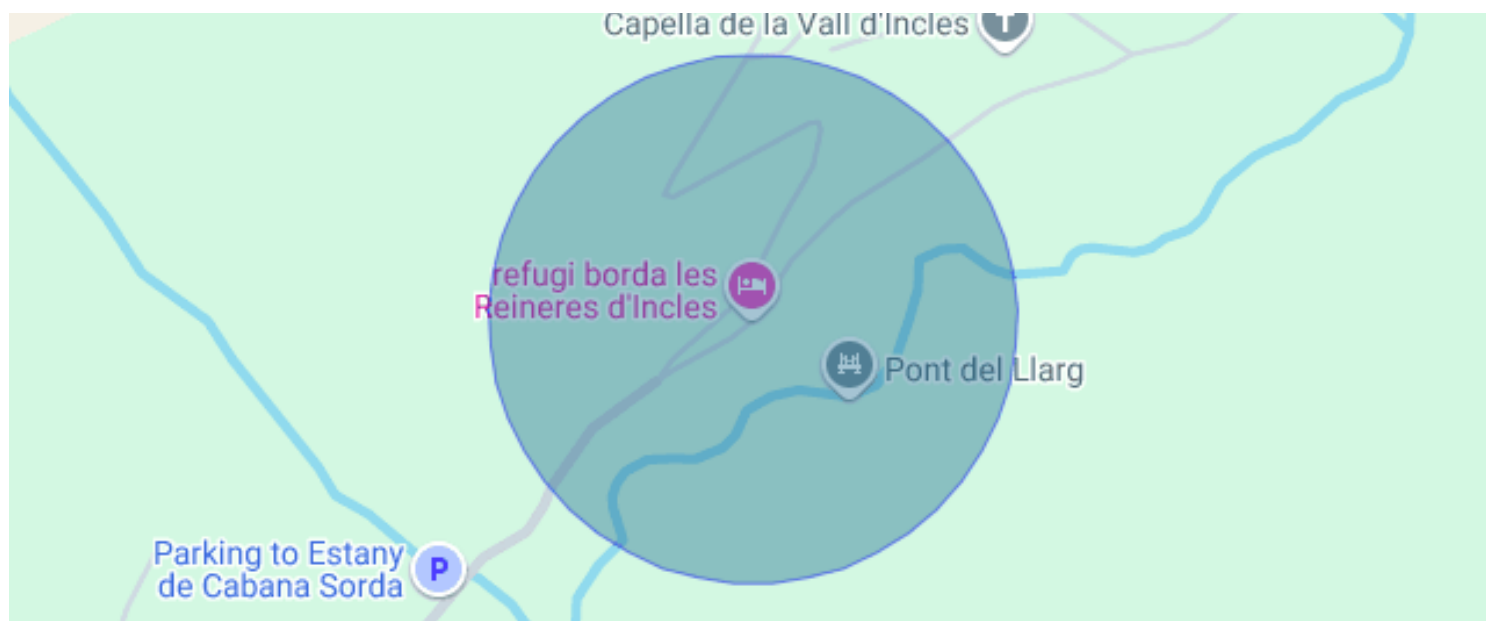 Capella de la Vall d'Incles
refugi borda les
Reineres d'Incles
Pont del Llarg
Parking to Estany
de Cabana Sorda
P